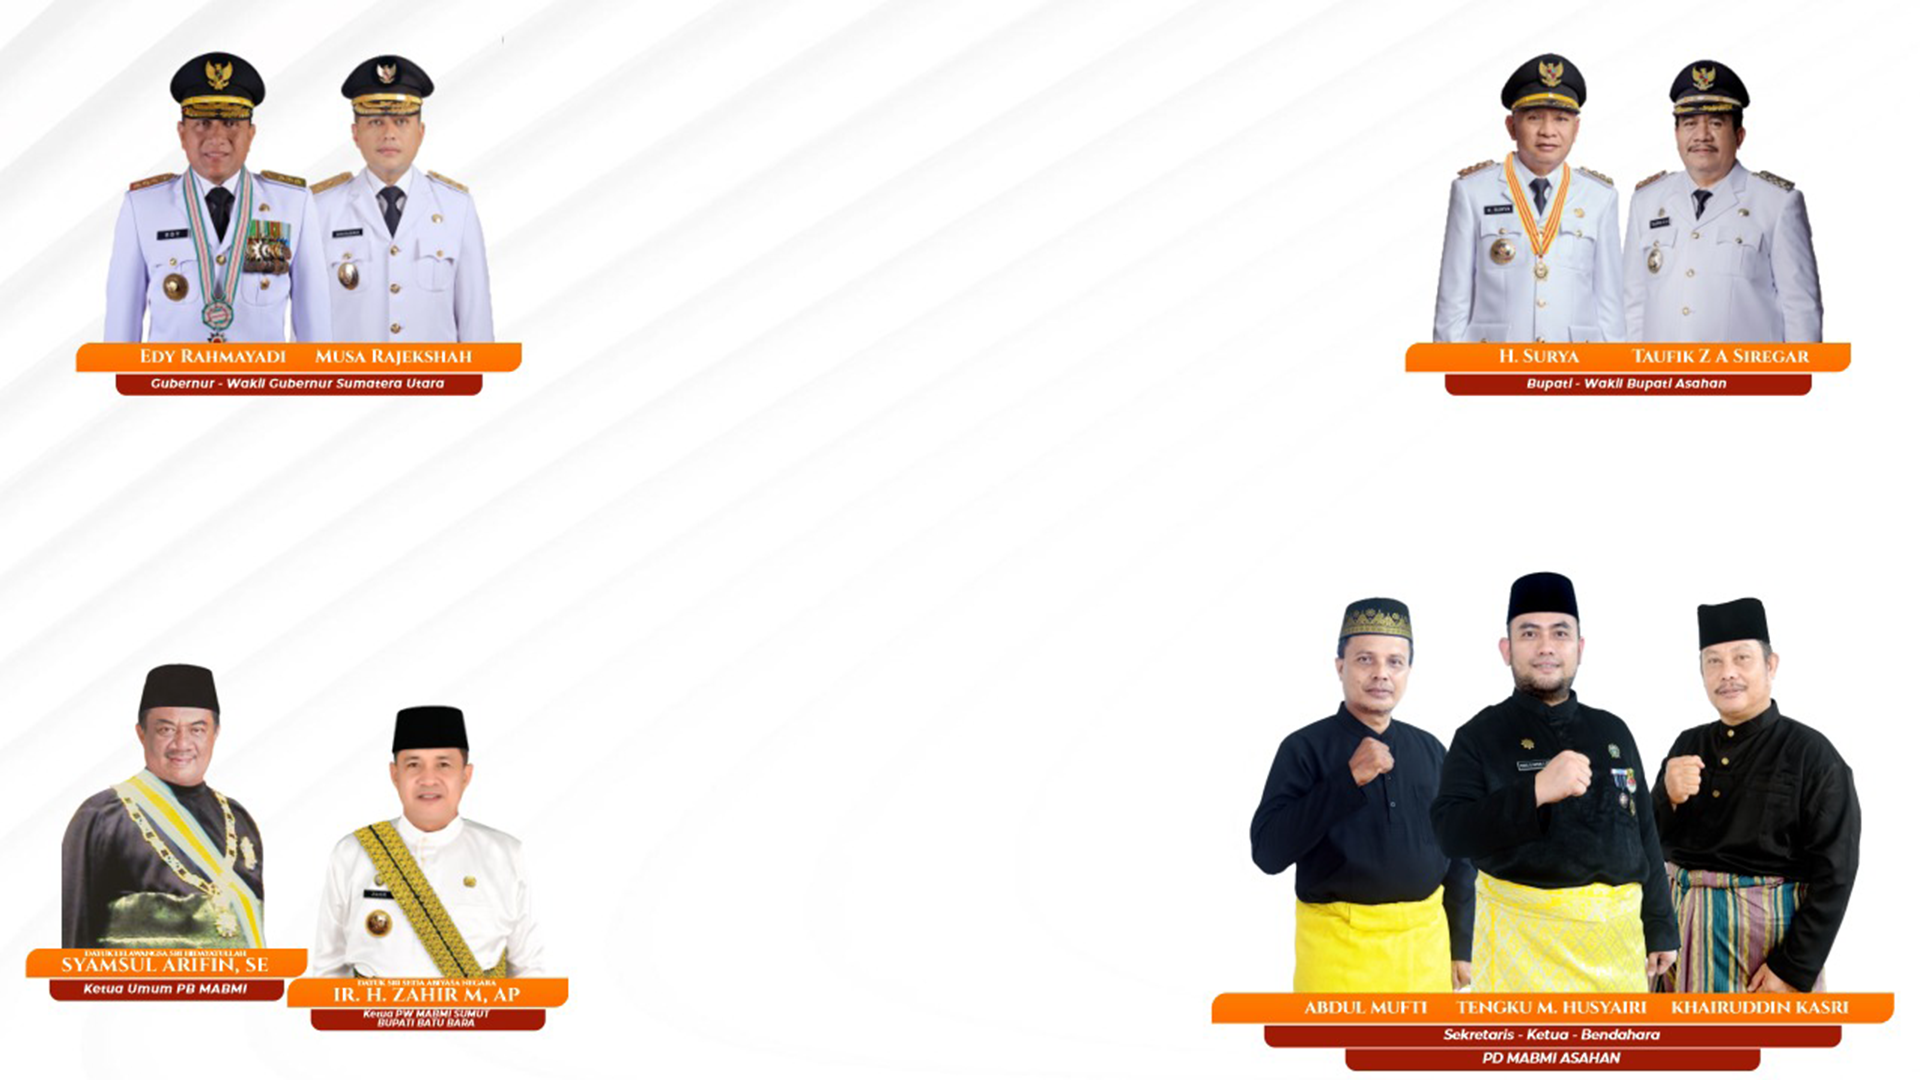 EDY RAHMAYADI MUSA RAJEKSHAH
Gubernur - Wakil Gubernur Sumatera Utara
H. SURYA TAUFIK Z A SIREGAR
Bupati - Wakil Bupati Asahan
DATUK LELAWANGSA SRI HIDAYATULLAH
SYAMSUL ARIFIN, SE
Ketua Umum PB MABMI
DATUK SRI SETIA ABIYASA NEGARA
IR. H. ZAHIR M, AP
Ketua PW MABMI SUMUT
BUPATI BATU BARA
ABDUL MUFTI TENGKU M. HUSYAIRI KHAIRUDDIN KASRI
Sekretaris - Ketua - Bendahara
PD MABMI ASAHAN